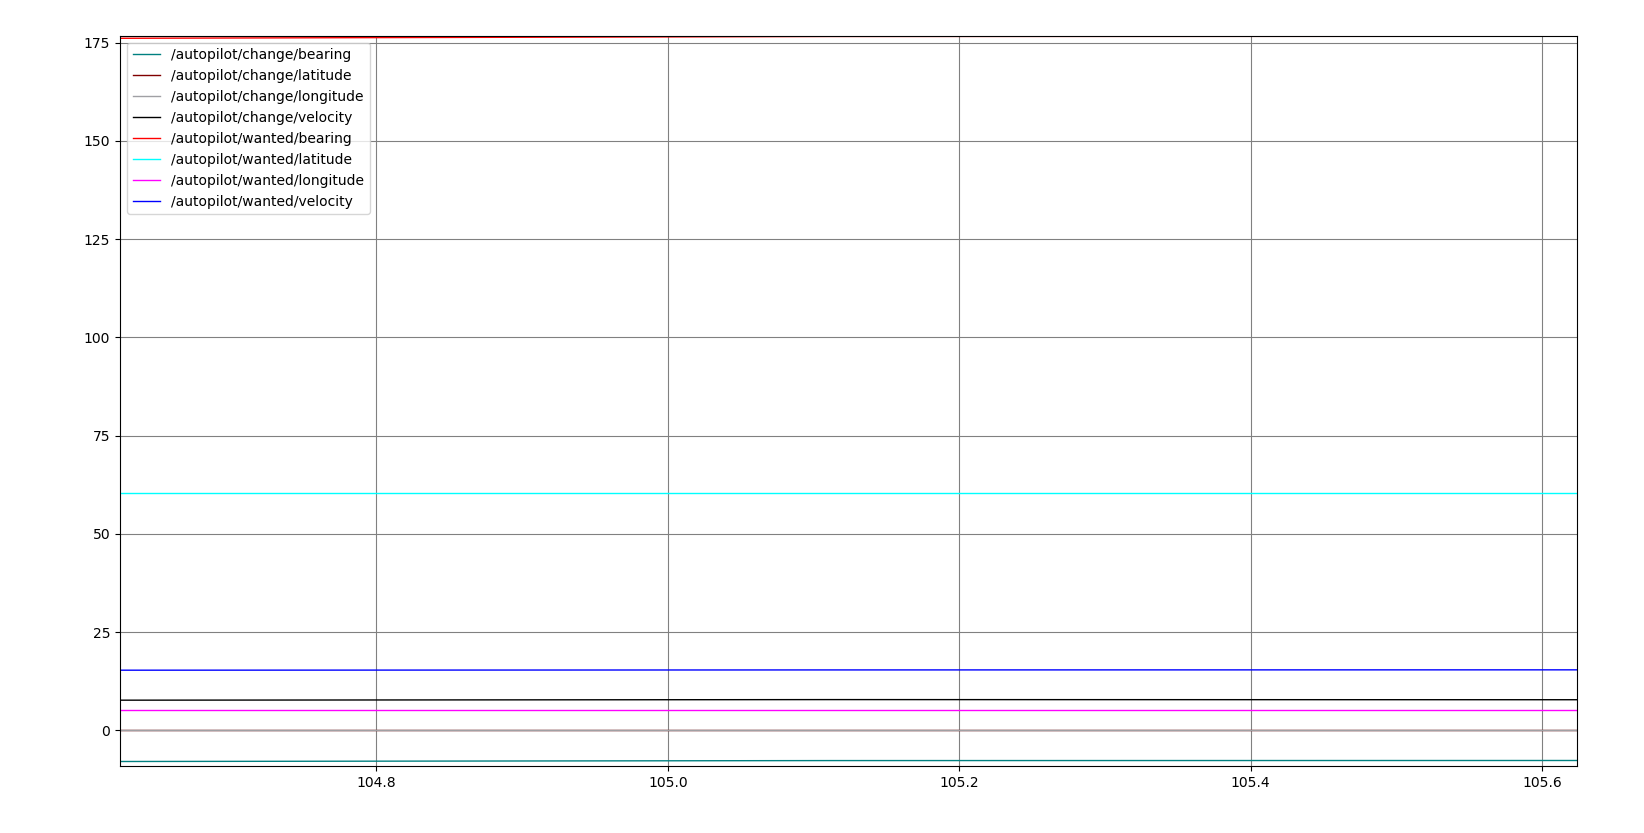 175
150
125
100
75
50
25
0
/autopilot/change/bearing
/autopilot/change/latitude
/autopilot/change/longitude
/autopilot/change/velocity
/autopilot/wanted/bearing
/autopilot/wanted/latitude
/autopilot/wanted/longitude
/autopilot/wanted/velocity
104.8 105.0 105.2 105.4 105.6